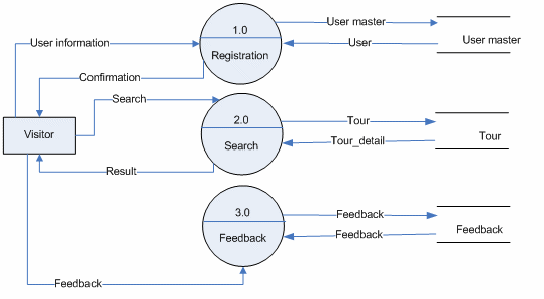 1.0
Registration
User master
User
User master
User information
Confirmation
Search
2.0
Search
Tour
Tour_detail
Tour
Visitor
Result
3.0
Feedback
Feedback
Feedback
Feedback
Feedback